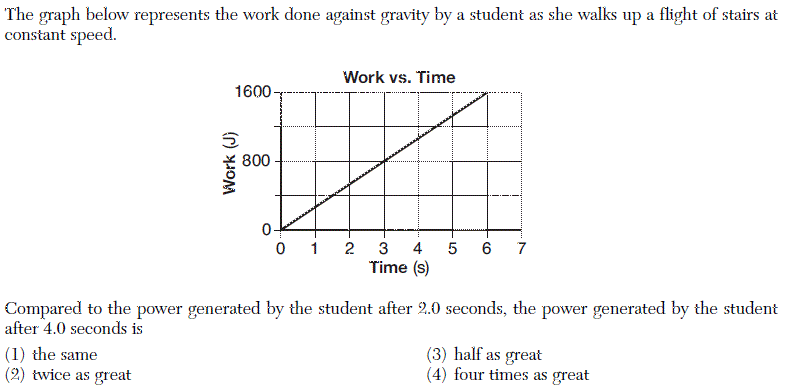 The graph below represents the work done against gravity by a student as she walks up a flight of stairs at
constant speed.
Work vs. Time
1600
800
0
Work (J)
0 1 2 3 4 5 6 7
Time (s)
Compared to the power generated by the student after 2.0 seconds, the power generated by the student
after 4.0 seconds is
(1) the same
(2) twice as great
(3) half as great
(4) four times as great